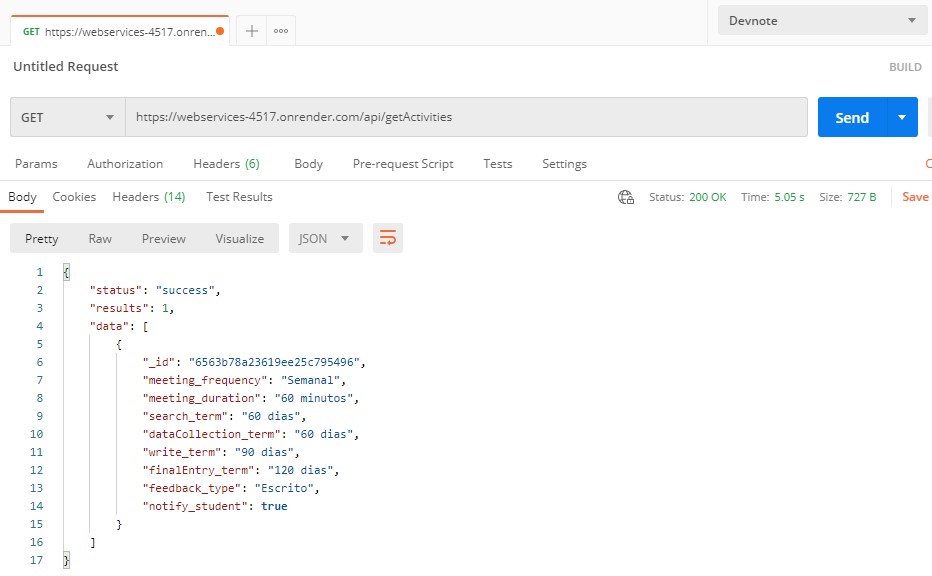 GET https://webservices-4517.onren...
Devnote
Untitled Request
BUILD
GET
https://webservices-4517.onrender.com/api/getActivities
Send
Params Authorization Headers (6) Body Pre-request Script Tests Settings
Body Cookies Headers (14) Test Results Status: 200 OK Time: 5.05 s Size: 727 B Save
Pretty Raw Preview Visualize JSON
1 {
2 "status": "success",
3 "results": 1,
4 "data": [
5 {
6 "_id": "6563b78a23619ee25c795496",
7 "meeting_frequency": "Semanal",
8 "meeting_duration": "60 minutos",
9 "search_term": "60 dias",
10 "dataCollection_term": "60 dias",
11 "write_term": "90 dias",
12 "finalEntry_term": "120 dias",
13 "feedback_type": "Escrito",
14 "notify_student": true
15 }
16 ]
17 }